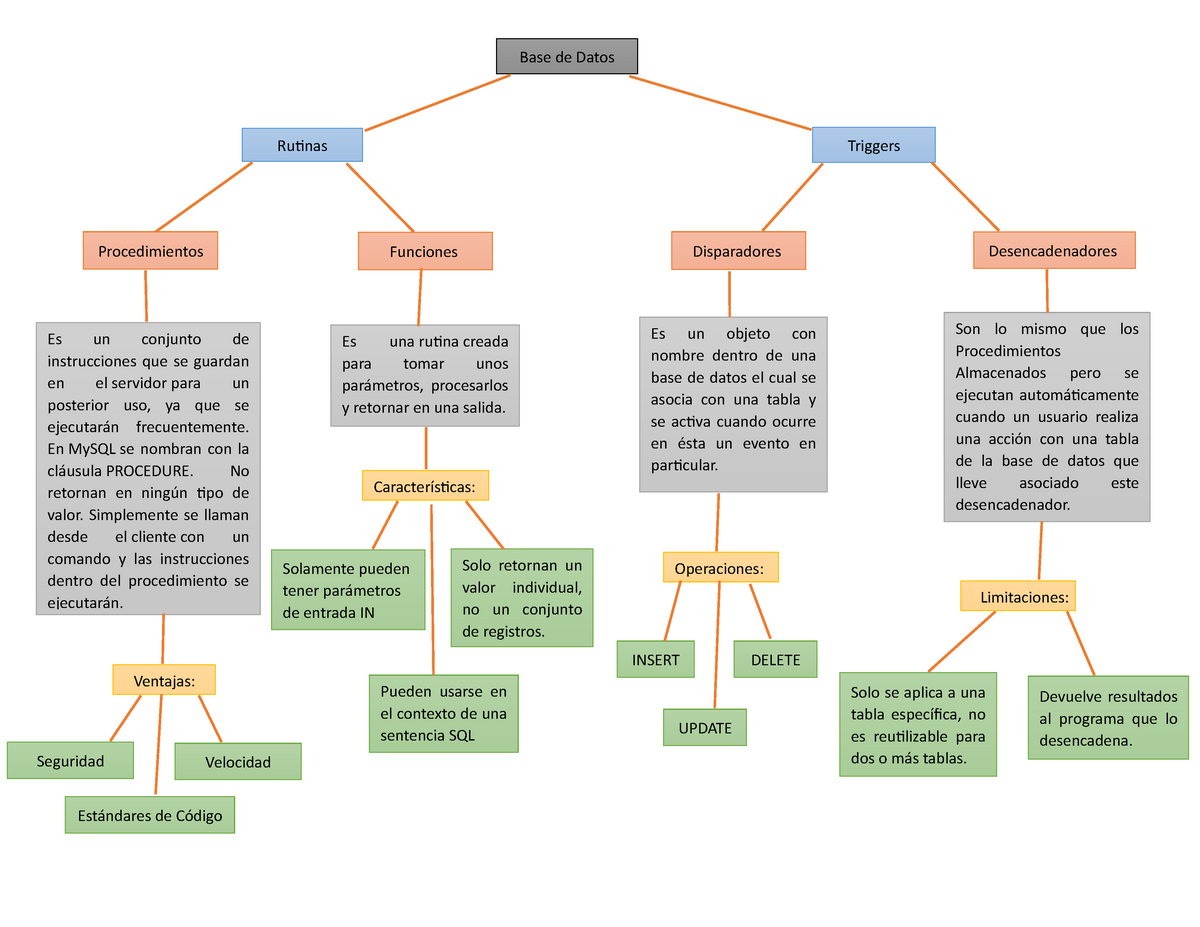 Base de Datos
Rutinas
Triggers
Procedimientos
Funciones
Disparadores
Desencadenadores
Es un conjunto de
instrucciones que se guardan
en el servidor para un
posterior uso, ya que se
ejecutarán frecuentemente.
En MySQL se nombran con la
cláusula PROCEDURE. No
retornan en ningún tipo de
valor. Simplemente se llaman
desde el cliente con un
comando y las instrucciones
dentro del procedimiento se
ejecutarán.
Es una rutina creada
para tomar unos
parámetros, procesarlos
y retornar en una salida.
Es un objeto con
nombre dentro de una
base de datos el cual se
asocia con una tabla y
se activa cuando ocurre
en ésta un evento en
particular.
Son lo mismo que los
Procedimientos
Almacenados pero se
ejecutan automáticamente
cuando un usuario realiza
una acción con una tabla
de la base de datos que
lleve asociado este
desencadenador.
Ventajas:
Seguridad
Velocidad
Estándares de Código
Características:
Solamente pueden
tener parámetros
de entrada IN
Solo retornan un
valor individual,
no un conjunto
de registros.
Pueden usarse en
el contexto de una
sentencia SQL
Operaciones:
INSERT
DELETE
UPDATE
Limitaciones:
Solo se aplica a una
tabla específica, no
es reutilizable para
dos o más tablas.
Devuelve resultados
al programa que lo
desencadena.